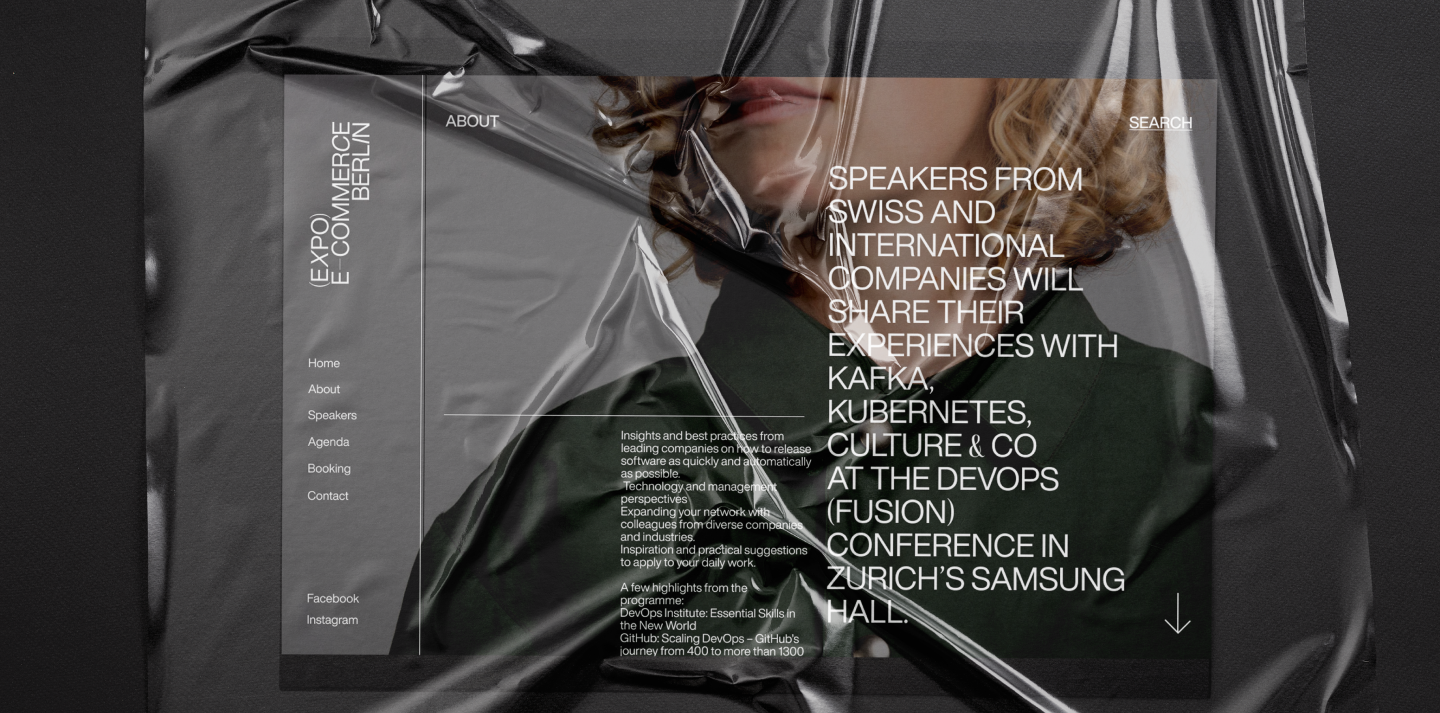 (EXPO)
E-COMMERCE
BERLIN
Home
About
Speakers
Agenda
Booking
Contact
Facebook
Instagram
ABOUT
Insights and best practices from
leading companies on how to release
software as quickly and automatically
as possible.
Technology and management
perspectives
Expanding your network with
colleagues from diverse companies
and industries.
Inspiration and practical suggestions
to apply to your daily work.
A few highlights from the
programme:
DevOps Institute: Essential Skills in
the New World
GitHub: Scaling DevOps – GitHub's
journey from 400 to more than 1300
SEARCH
SPEAKERS FROM
SWISS AND
INTERNATIONAL
COMPANIES WILL
SHARE THEIR
EXPERIENCES WITH
KAFKA,
KUBERNETES,
CULTURE & CO
AT THE DEVOPS
(FUSION)
CONFERENCE IN
ZURICH'S SAMSUNG
HALL.